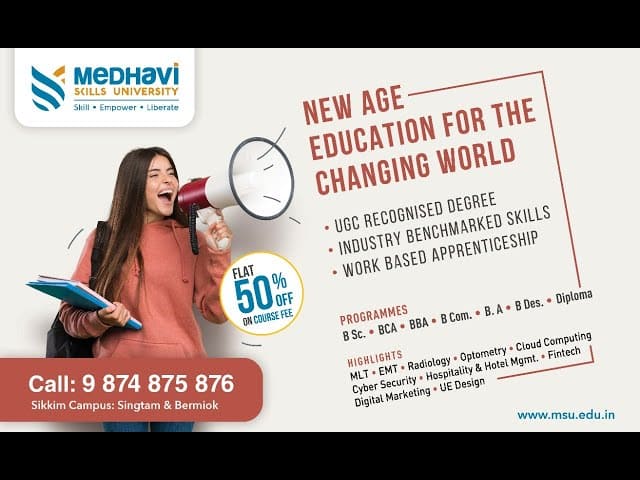 MEDHAVI
SKILLS UNIVERSITY
Skill • Empower • Liberate
NEW AGE
EDUCATION FOR THE
CHANGING WORLD
• UGC RECOGNISED DEGREE
• INDUSTRY BENCHMARKED SKILLS
• WORK BASED APPRENTICESHIP
FLAT
50% OFF
ON COURSE FEE
PROGRAMMES
B Sc. • BCA • BBA • B Com. • B. A • B Des. • Diploma
HIGHLIGHTS
MLT • EMT • Radiology • Optometry • Cloud Computing
Cyber Security • Hospitality & Hotel Mgmt. • Fintech
Digital Marketing • UE Design
Call: 9 874 875 876
Sikkim Campus: Singtam & Bermiok
www.msu.edu.in